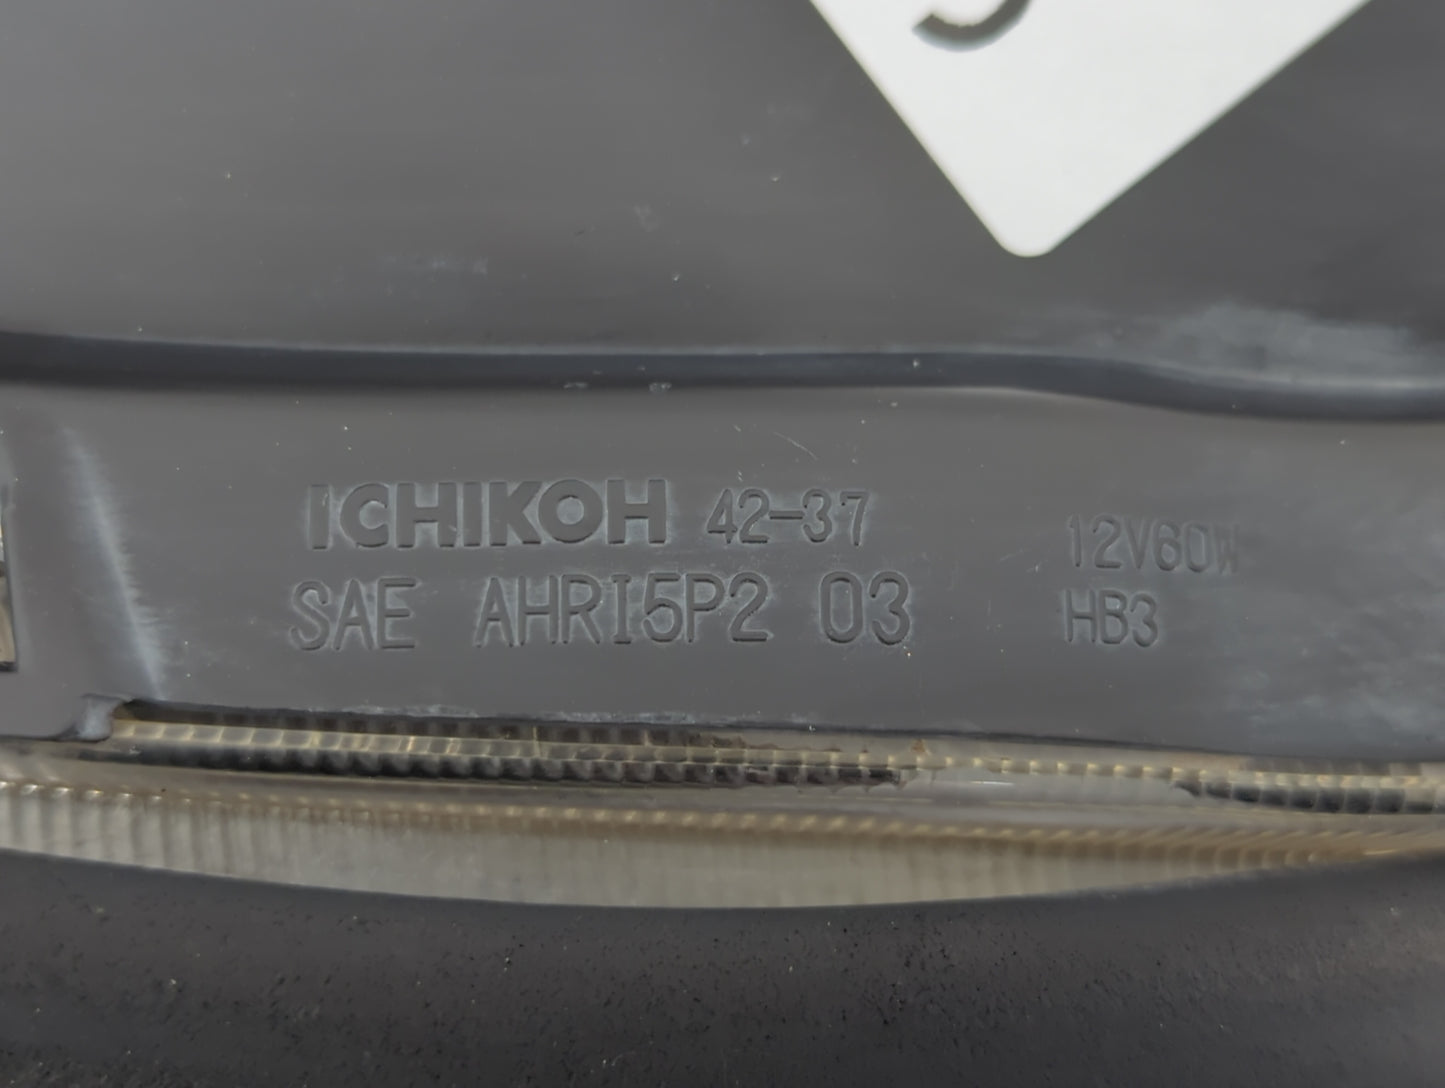 ICHIKOH 42-37
SAE AHRI5P2 03
12V60W
HB3